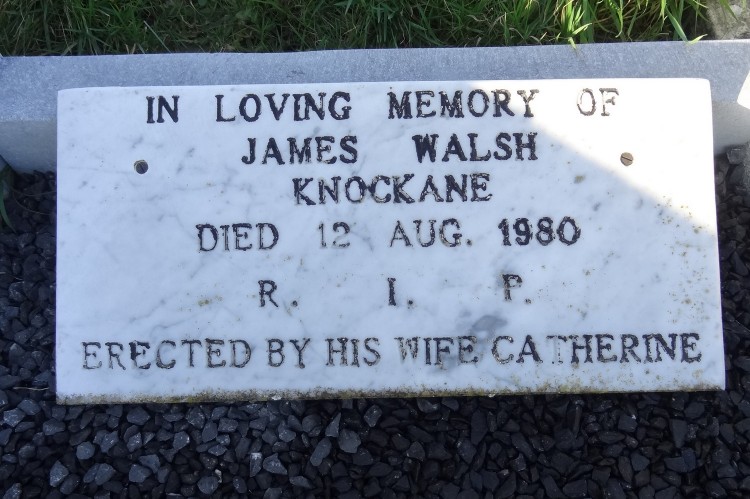 IN LOVING MEMORY OF
JAMES WALSH
KNOCKANE
DIED 12 AUG. 1980
R. I. P.
ERECTED BY HIS WIFE CATHERINE